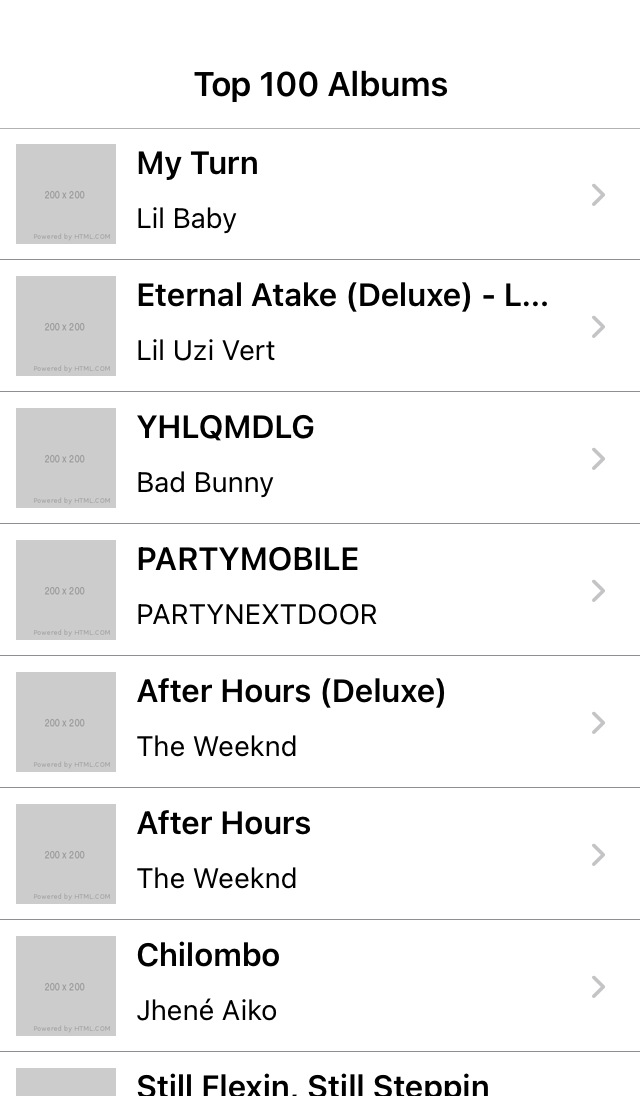 Top 100 Albums
200 x 200
Powered by HTML.COM
My Turn
Lil Baby
200 x 200
Powered by HTML.COM
Eternal Atake (Deluxe) - L...
Lil Uzi Vert
200 x 200
Powered by HTML.COM
YHLQMDLG
Bad Bunny
200 x 200
Powered by HTML.COM
PARTYMOBILE
PARTYNEXTDOOR
200 x 200
Powered by HTML.COM
After Hours (Deluxe)
The Weeknd
200 x 200
Powered by HTML.COM
After Hours
The Weeknd
200 x 200
Powered by HTML.COM
Chilombo
Jhené Aiko
Still Flexin, Still Steppin